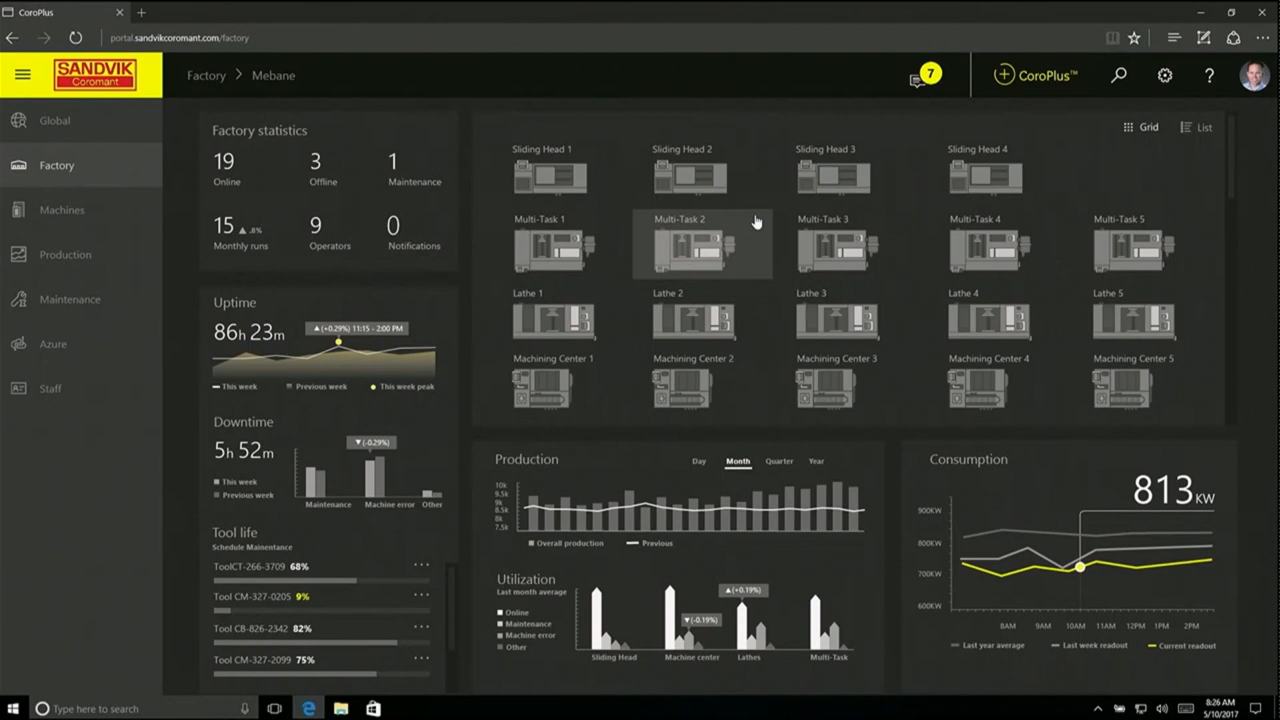 CoroPlus
portal.sandvikcoromant.com/factory
SANDVIK
Coromant
Factory > Mebane
7
CoroPlus™
?
Global
Factory
Machines
Production
Maintenance
Azure
Staff
Factory statistics
19 3 1
Online Offline Maintenance
15 ▲ .8% 9 0
Monthly runs Operators Notifications
Uptime
86h 23m
▲ (+0.29%) 11:15 - 2:00 PM
This week Previous week This week peak
Downtime
5h 52m
▼ (-0.29%)
This week
Previous week
Maintenance Machine error Other
Tool life
Schedule Mainentance
ToolCT-266-3709 68%
Tool CM-327-0205 9%
Tool CB-826-2342 82%
Tool CM-327-2099 75%
Grid List
Sliding Head 1 Sliding Head 2 Sliding Head 3 Sliding Head 4
Multi-Task 1 Multi-Task 2 Multi-Task 3 Multi-Task 4 Multi-Task 5
Lathe 1 Lathe 2 Lathe 3 Lathe 4 Lathe 5
Machining Center 1 Machining Center 2 Machining Center 3 Machining Center 4 Machining Center 5
Production
Day Month Quarter Year
10k
9.5k
9k
8.5k
8k
7.5k
Overall production Previous
Utilization
Last month average
Online
Maintenance
Machine error
Other
▼(-0.19%)
▲(+0.19%)
Sliding Head Machine center Lathes Multi-Task
Consumption
813 KW
900KW
800KW
700KW
600KW
8AM 9AM 10AM 11AM 12PM 1PM 2PM
Last year average Last week readout Current readout
Type here to search
8:26 AM
5/10/2017